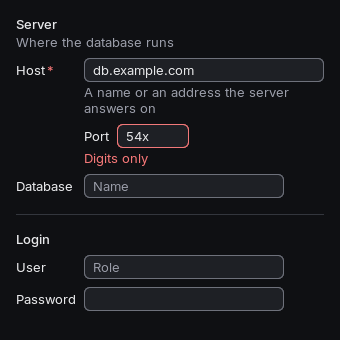 Server
Where the database runs
Host* db.example.com
A name or an address the server
answers on
Port 54x
Digits only
Database Name
Login
User Role
Password